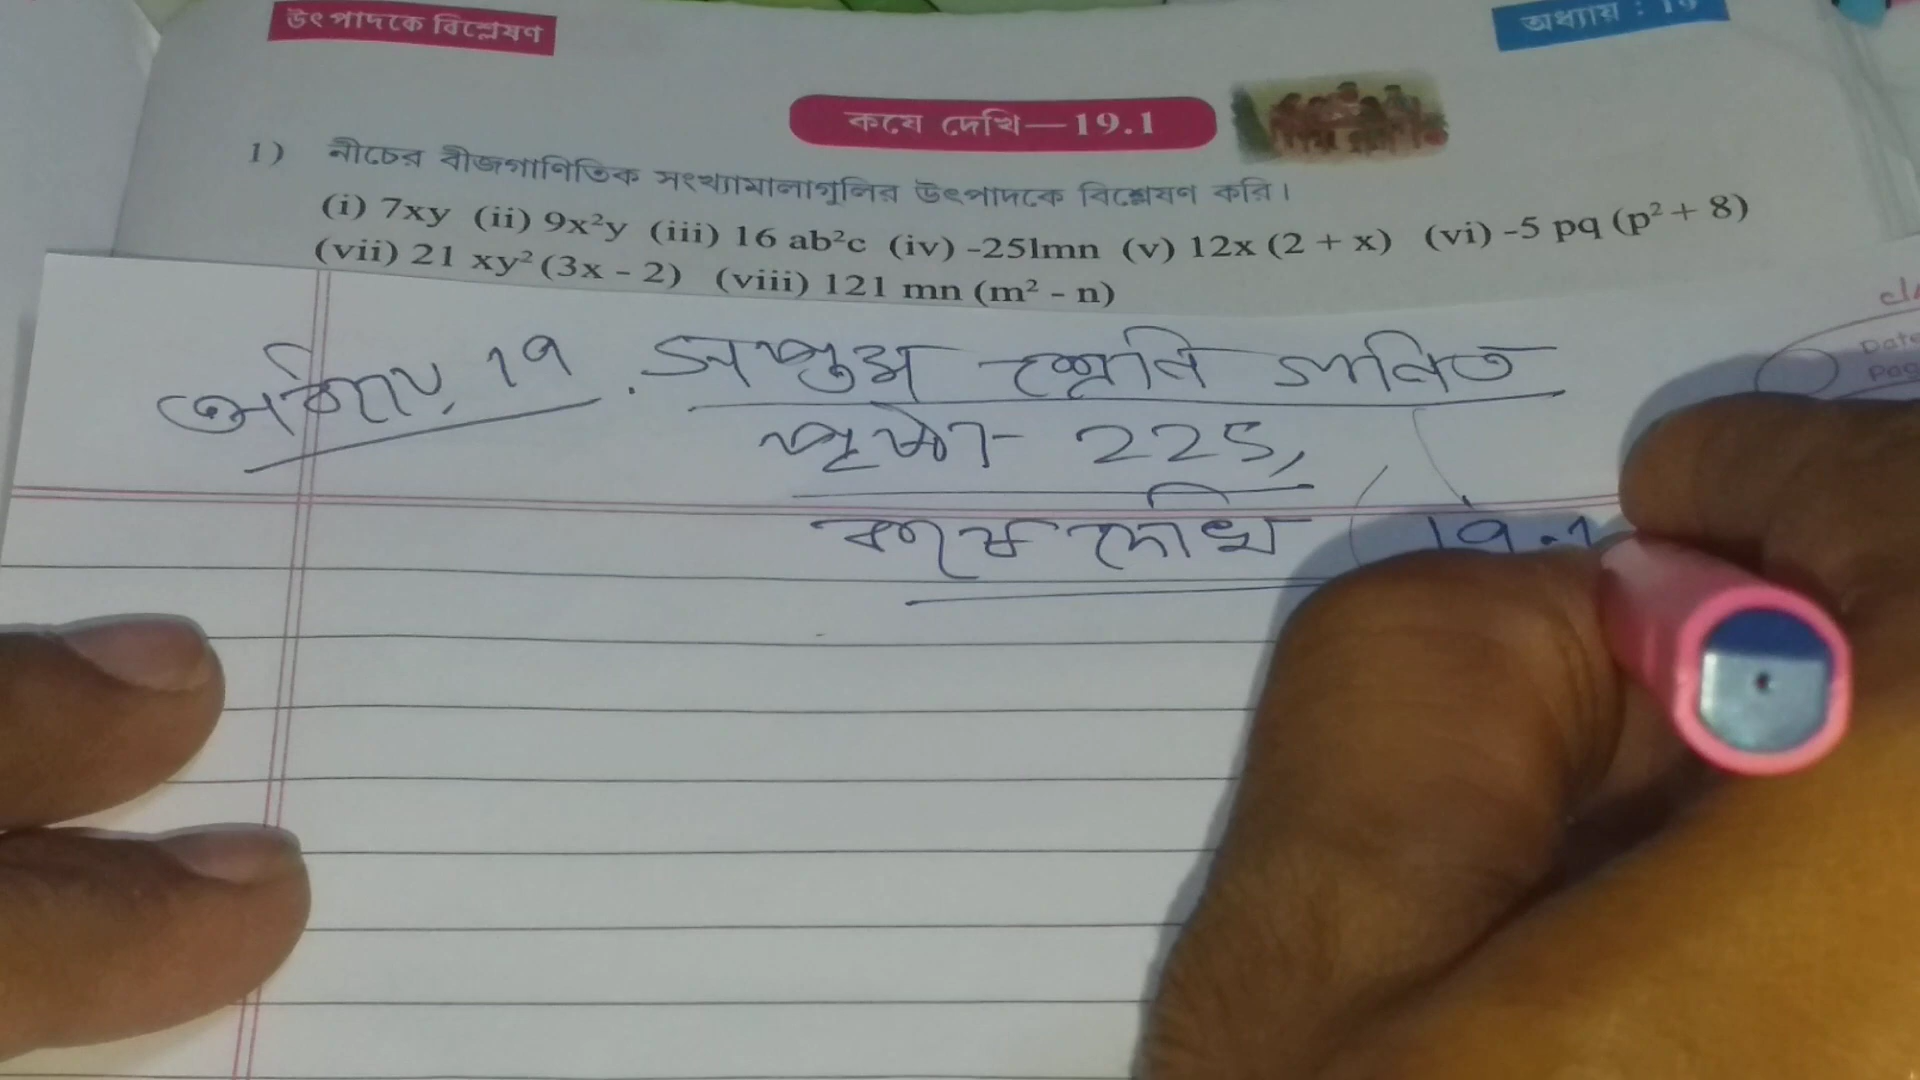 উৎপাদকে বিশ্লেষণ
অধ্যায় : 19
কষে দেখি—19.1
1) নীচের বীজগাণিতিক সংখ্যামালাগুলির উৎপাদকে বিশ্লেষণ করি।
(i) 7xy (ii) 9x²y (iii) 16 ab²c (iv) -25lmn (v) 12x (2 + x) (vi) -5 pq (p² + 8)
(vii) 21 xy² (3x - 2) (viii) 121 mn (m² - n)
অধ্যায়, 19 . সপ্তম শ্রেনি গনিত
পৃষ্ঠা- 225,
কষে দেখি 19.1
Date